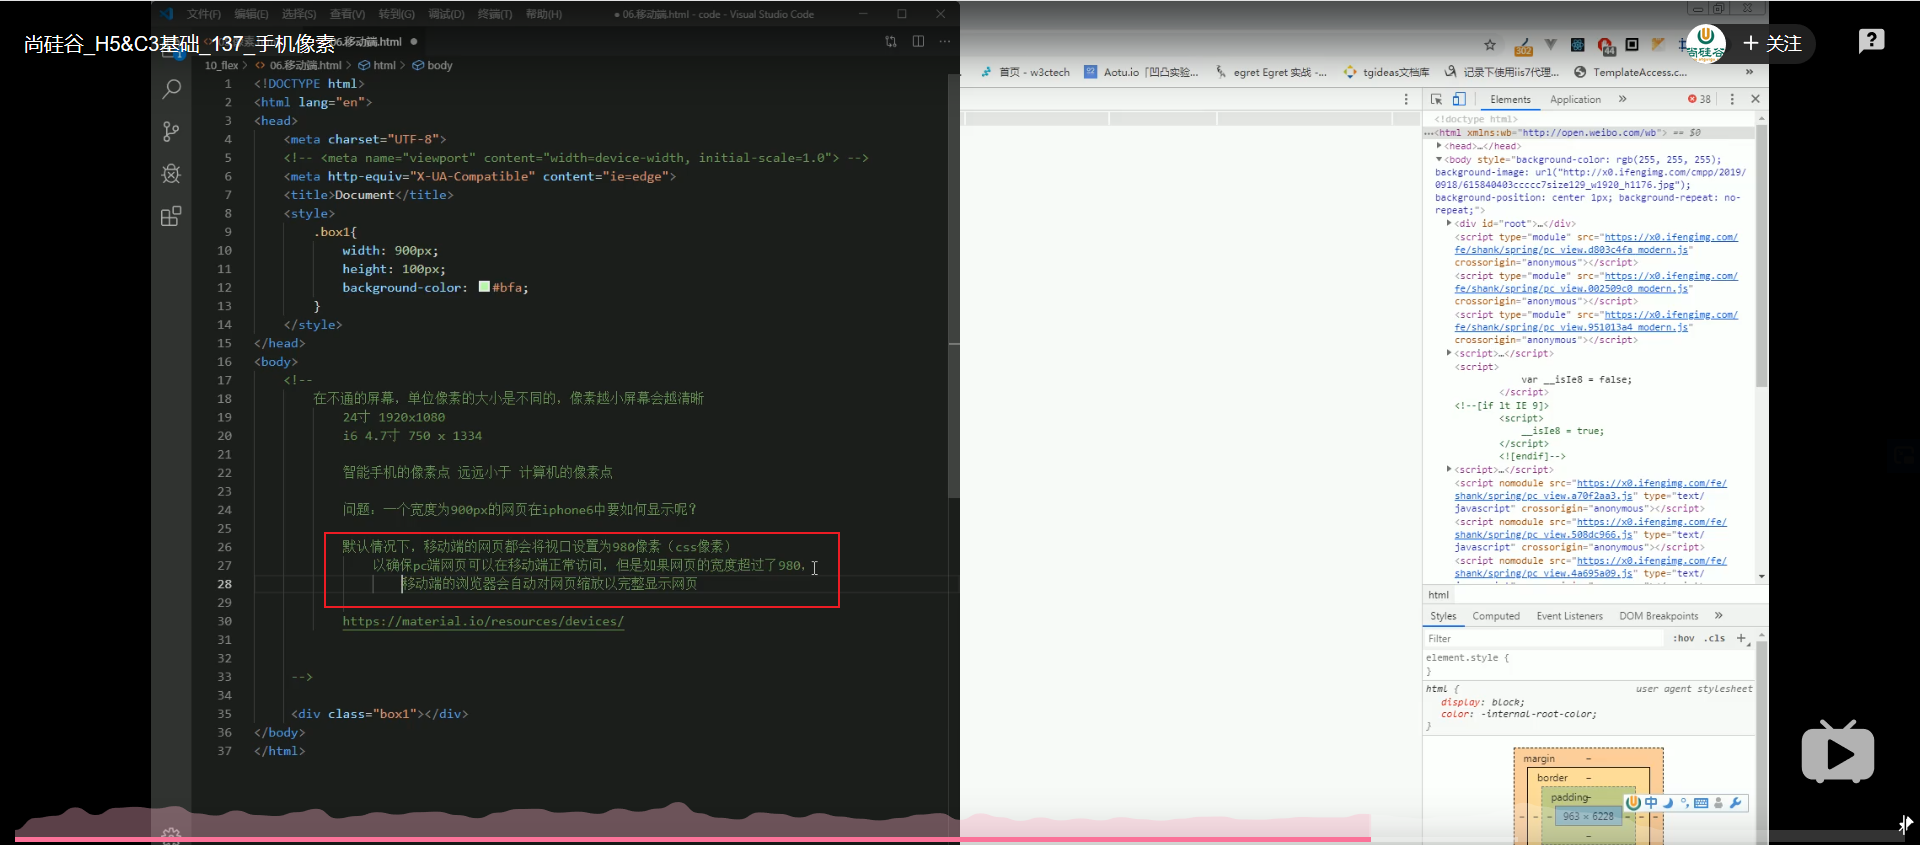 文件(F) 编辑(E) 选择(S) 查看(V) 转到(G) 调试(D) 终端(T) 帮助(H)
● 06.移动端.html - code - Visual Studio Code
尚硅谷_H5&C3基础_137_手机像素
06.移动端.html ●
10_flex > <> 06.移动端.html > html > body
1 <!DOCTYPE html>
2 <html lang="en">
3 <head>
4 <meta charset="UTF-8">
5 <!-- <meta name="viewport" content="width=device-width, initial-scale=1.0"> -->
6 <meta http-equiv="X-UA-Compatible" content="ie=edge">
7 <title>Document</title>
8 <style>
9 .box1{
10 width: 900px;
11 height: 100px;
12 background-color: #bfa;
13 }
14 </style>
15 </head>
16 <body>
17 <!--
18 在不通的屏幕，单位像素的大小是不同的，像素越小屏幕会越清晰
19 24寸 1920x1080
20 i6 4.7寸 750 x 1334
21
22 智能手机的像素点 远远小于 计算机的像素点
23
24 问题：一个宽度为900px的网页在iphone6中要如何显示呢？
25
26 默认情况下，移动端的网页都会将视口设置为980像素（css像素）
27 以确保pc端网页可以在移动端正常访问，但是如果网页的宽度超过了980，
28 移动端的浏览器会自动对网页缩放以完整显示网页
29
30 https://material.io/resources/devices/
31
32
33 -->
34
35 <div class="box1"></div>
36 </body>
37 </html>
302
44
尚硅谷
+ 关注
首页 - w3ctech
Aotu.io「凹凸实验...
egret Egret 实战 -...
tgideas文档库
记录下使用iis7代理...
TemplateAccess.c...
»
Elements Application » 38
<!doctype html>
<html xmlns:wb="http://open.weibo.com/wb"> == $0
<head>…</head>
<body style="background-color: rgb(255, 255, 255);
background-image: url("http://x0.ifengimg.com/cmpp/2019/
0918/615840403ccccc7size129_w1920_h1176.jpg");
background-position: center 1px; background-repeat: no-
repeat;">
<div id="root">…</div>
<script type="module" src="https://x0.ifengimg.com/
fe/shank/spring/pc_view.d803c4fa_modern.js"
crossorigin="anonymous"></script>
<script type="module" src="https://x0.ifengimg.com/
fe/shank/spring/pc_view.002509c0_modern.js"
crossorigin="anonymous"></script>
<script type="module" src="https://x0.ifengimg.com/
fe/shank/spring/pc_view.951013a4_modern.js"
crossorigin="anonymous"></script>
<script>…</script>
<script>
var __isIe8 = false;
</script>
<!--[if lt IE 9]>
<script>
__isIe8 = true;
</script>
<![endif]-->
<script>…</script>
<script nomodule src="https://x0.ifengimg.com/fe/
shank/spring/pc_view.a70f2aa3.js" type="text/
javascript" crossorigin="anonymous"></script>
<script nomodule src="https://x0.ifengimg.com/fe/
shank/spring/pc_view.508dc966.js" type="text/
javascript" crossorigin="anonymous"></script>
<script nomodule src="https://x0.ifengimg.com/fe/
shank/spring/pc_view.4a695a09.js" type="text/
html
Styles Computed Event Listeners DOM Breakpoints »
Filter :hov .cls +
element.style {
}
html { user agent stylesheet
display: block;
color: -internal-root-color;
}
margin -
border -
padding-
中
963 × 6228